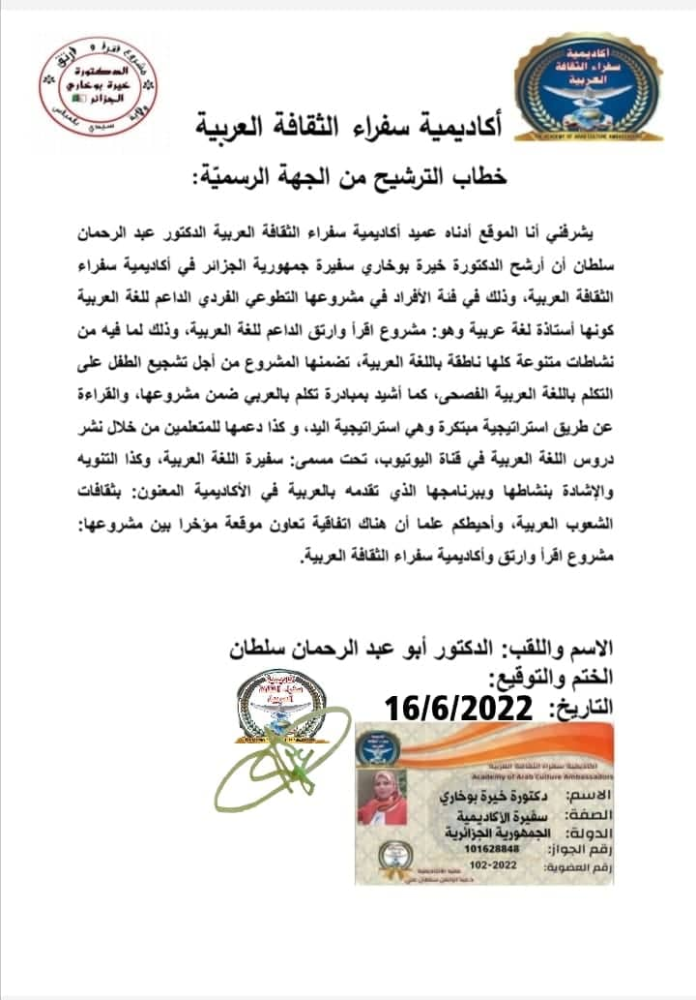 مشروع اقرأ و ارتق
الدكتورة
خيرة بوخاري
الجزائر
ولاية سيدي بلعباس
أكاديمية
سفراء الثقافة
العربية
THE ACADEMY OF ARAB CULTURE AMBASSADORS
أكاديمية سفراء الثقافة العربية
خطاب الترشيح من الجهة الرسميّة:
يشرفني أنا الموقع أدناه عميد أكاديمية سفراء الثقافة العربية الدكتور عبد الرحمان
سلطان أن أرشح الدكتورة خيرة بوخاري سفيرة جمهورية الجزائر في أكاديمية سفراء
الثقافة العربية، وذلك في فئة الأفراد في مشروعها التطوعي الفردي الداعم للغة العربية
كونها أستاذة لغة عربية وهو: مشروع اقرأ وارتق الداعم للغة العربية، وذلك لما فيه من
نشاطات متنوعة كلها ناطقة باللغة العربية، تضمنها المشروع من أجل تشجيع الطفل على
التكلم باللغة العربية الفصحى، كما أشيد بمبادرة تكلم بالعربي ضمن مشروعها، والقراءة
عن طريق استراتيجية مبتكرة وهي استراتيجية اليد، و كذا دعمها للمتعلمين من خلال نشر
دروس اللغة العربية في قناة اليوتيوب، تحت مسمى: سفيرة اللغة العربية، وكذا التنويه
والإشادة بنشاطها وببرنامجها الذي تقدمه بالعربية في الأكاديمية المعنون: بثقافات
الشعوب العربية، وأحيطكم علما أن هناك اتفاقية تعاون موقعة مؤخرا بين مشروعها:
مشروع اقرأ وارتق وأكاديمية سفراء الثقافة العربية.
الاسم واللقب: الدكتور أبو عبد الرحمان سلطان
الختم والتوقيع:
التاريخ: 16/6/2022
أكاديمية سفراء الثقافة العربية
Academy of Arab Culture Ambassadors
الاسم: دكتورة خيرة بوخاري
الصفة: سفيرة الأكاديمية
الدولة: الجمهورية الجزائرية
رقم الجواز: 101628848
رقم العضوية: 102-2022